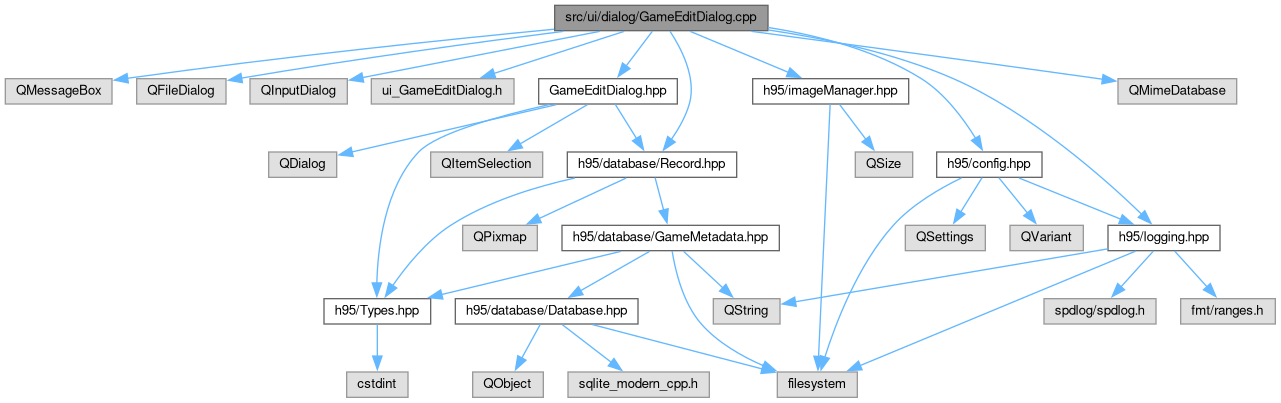 src/ui/dialog/GameEditDialog.cpp
QMessageBox
QFileDialog
QInputDialog
ui_GameEditDialog.h
GameEditDialog.hpp
h95/imageManager.hpp
QMimeDatabase
QDialog
QItemSelection
h95/database/Record.hpp
QSize
h95/config.hpp
QPixmap
h95/database/GameMetadata.hpp
QSettings
QVariant
h95/logging.hpp
h95/Types.hpp
h95/database/Database.hpp
QString
spdlog/spdlog.h
fmt/ranges.h
cstdint
QObject
sqlite_modern_cpp.h
filesystem